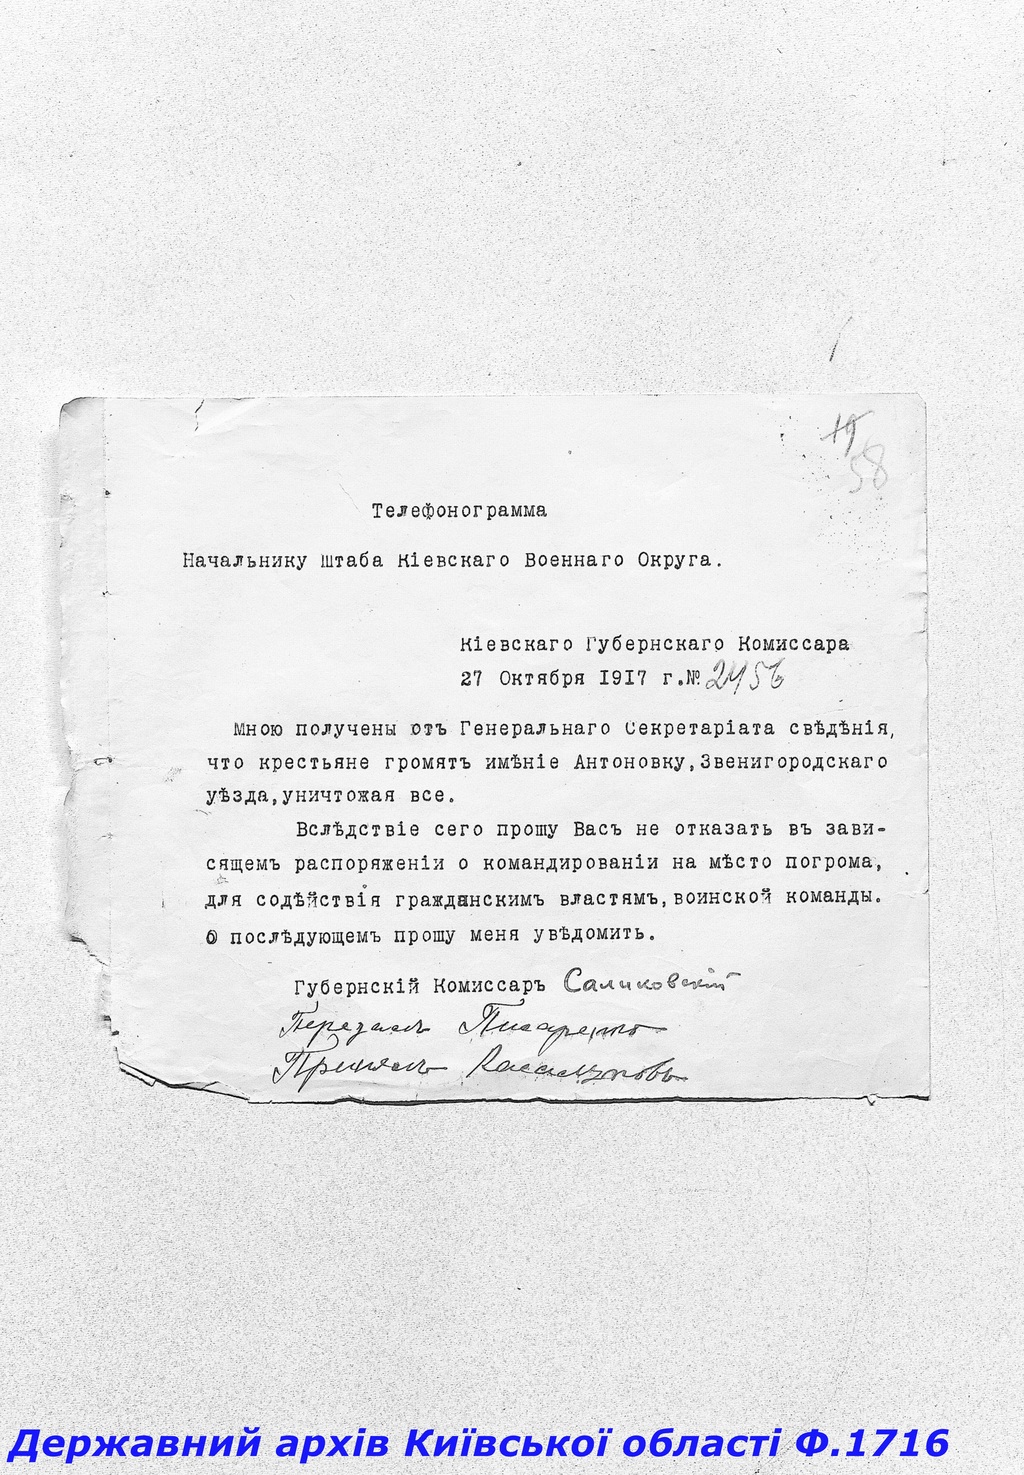 19
58
Телефонограмма
Начальнику Штаба Кіевскаго Военнаго Округа.
Кіевскаго Губернскаго Комиссара
27 Октября 1917 г.№ 2456
Мною получены отъ Генеральнаго Секретаріата свѣдѣнія,
что крестьяне громятъ имѣніе Антоновку,Звенигородскаго
уѣзда,уничтожая все.
Вслѣдствіе сего прошу Васъ не отказать въ зави-
сящемъ распоряженіи о командированіи на мѣсто погрома,
для содѣйствія гражданскимъ властямъ,воинской команды.
О послѣдующемъ прошу меня увѣдомить.
Губернскій Комиссаръ Саликовскій
Передалъ Писаренко
Принялъ
Державний архів Київської області Ф.1716